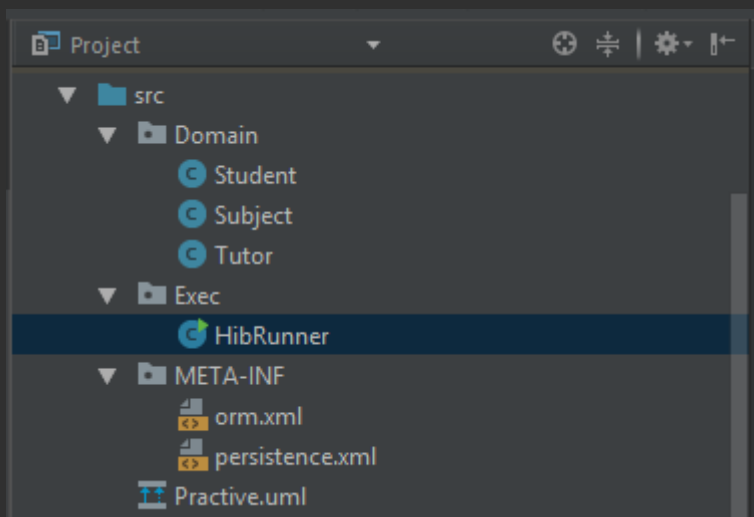 Project
src
Domain
Student
Subject
Tutor
Exec
HibRunner
META-INF
orm.xml
persistence.xml
Practive.uml